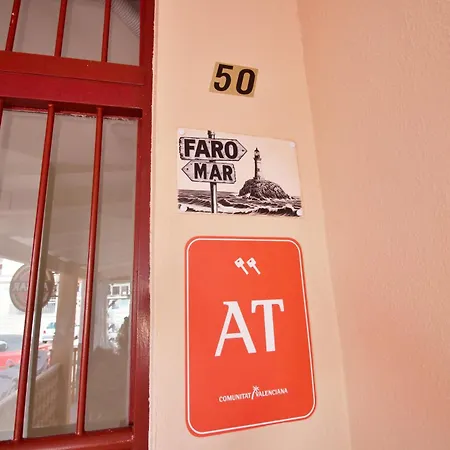 50
FARO
MAR
AT
COMUNITAT VALENCIANA